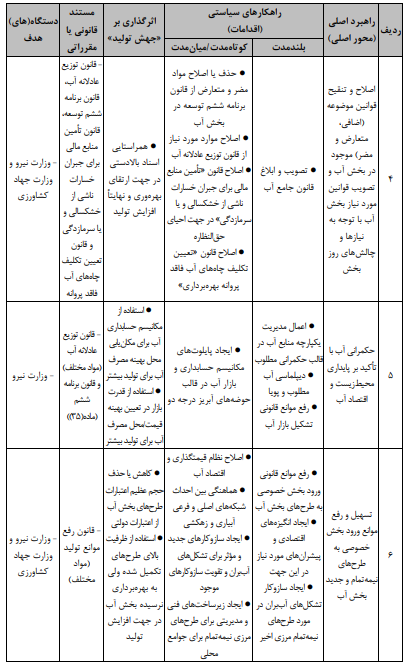 ردیف
راهبرد اصلی
(محور اصلی)
راهکارهای سیاستی
(اقدامات)
بلندمدت
کوتاه‌مدت/میان‌مدت
اثرگذاری بر
«جهش تولید»
مستند
قانونی یا
مقرراتی
دستگاه(های)
هدف
۴
اصلاح و تنقیح
قوانین موضوعه
(اضافی،
متعارض و
مضر) موجود
در بخش آب و
تصویب قوانین
مورد نیاز بخش
آب با توجه به
نیازها و
چالش‌های روز
بخش
● تصویب و ابلاغ
قانون جامع آب
● حذف یا اصلاح مواد
مضر و متعارض از قانون
برنامه ششم توسعه در
بخش آب
● اصلاح موارد مورد نیاز
از قانون توزیع عادلانه آب
● اصلاح قانون «تأمین منابع
مالی برای جبران خسارات
ناشی از خشکسالی و یا
سرمازدگی» در جهت احیای
حق‌النظاره
● اصلاح قانون «تعیین
تکلیف چاه‌های آب فاقد
پروانه بهره‌برداری»
● همراستایی
اسناد بالادستی
در جهت ارتقای
بهره‌وری و نهایتاً
افزایش تولید
- قانون توزیع
عادلانه آب،
قانون برنامه
ششم توسعه،
قانون تأمین
منابع مالی
برای جبران
خسارات
ناشی از
خشکسالی و
یا سرمازدگی
و قانون
تعیین تکلیف
چاه‌های آب
فاقد پروانه
- وزارت نیرو و
وزارت جهاد
کشاورزی
۵
حکمرانی آب با
تأکید بر پایداری
محیط‌زیست و
اقتصاد آب
● اعمال مدیریت
یکپارچه منابع آب در
قالب حکمرانی مطلوب
● دیپلماسی آب
مطلوب و پویا
● رفع موانع قانونی
تشکیل بازار آب
● ایجاد پایلوت‌های
مکانیسم حسابداری و
بازار آب در قالب
حوضه‌های آبریز درجه دو
● استفاده از
مکانیسم حسابداری
آب برای مکان‌یابی
محل بهینه مصرف
آب برای تولید بیشتر
● استفاده از قدرت
بازار در تعیین بهینه
قیمت/محل مصرف
آب برای تولید بیشتر
- قانون توزیع
عادلانه آب
(مواد مختلف)
و قانون برنامه
ششم
(ماده(۳۵))
- وزارت نیرو
۶
تسهیل و رفع
موانع ورود بخش
خصوصی به
طرح‌های
نیمه‌تمام و جدید
بخش آب
● رفع موانع قانونی
ورود بخش خصوصی
به طرح‌های بخش آب
● ایجاد انگیزه‌های
اقتصادی و
پیشران‌های مورد نیاز
در این جهت
● ایجاد سازوکار
تشکل‌های آب‌بران در
مورد طرح‌های
نیمه‌تمام مرزی اخیر
● اصلاح نظام قیمتگذاری و
اقتصاد آب
● هماهنگی بین احداث
شبکه‌های اصلی و فرعی
آبیاری و زهکشی
● ایجاد سازوکارهای جدید
و مؤثر برای تشکل‌های
آب‌بران و تقویت سازوکارهای
موجود
● ایجاد زیرساخت‌های فنی
و مدیریتی برای طرح‌های
نیمه‌تمام مرزی برای جوامع
محلی
● کاهش یا حذف
حجم عظیم اعتبارات
طرح‌های بخش آب
از اعتبارات دولتی
● استفاده از ظرفیت
بالای طرح‌های
تکمیل شده ولی
به بهره‌برداری
نرسیده بخش آب
در جهت افزایش
تولید
- قانون رفع
موانع تولید
(مواد
مختلف)
- وزارت نیرو و
وزارت جهاد
کشاورزی